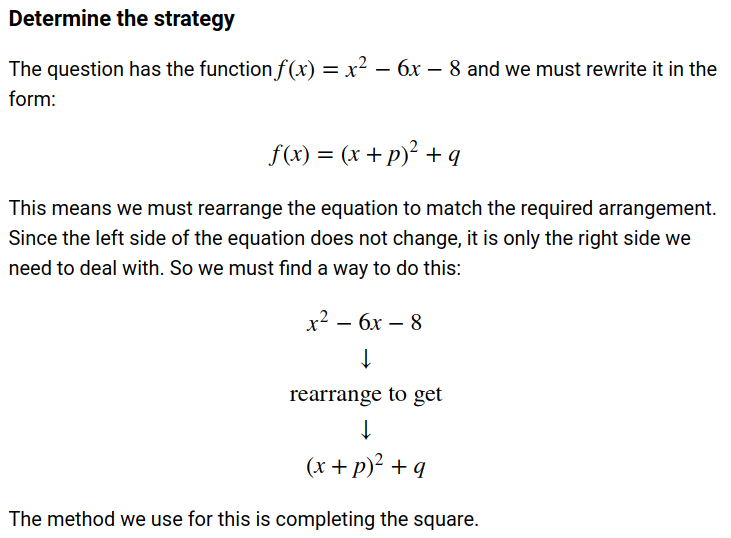 Determine the strategy
The question has the function f(x) = x² − 6x − 8 and we must rewrite it in the
form:
f(x) = (x + p)² + q
This means we must rearrange the equation to match the required arrangement.
Since the left side of the equation does not change, it is only the right side we
need to deal with. So we must find a way to do this:
x² − 6x − 8
↓
rearrange to get
↓
(x + p)² + q
The method we use for this is completing the square.